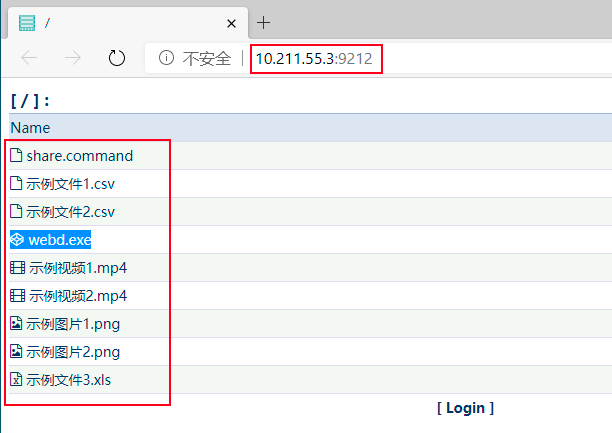 /
不安全 10.211.55.3:9212
[ / ] :
Name
share.command
示例文件1.csv
示例文件2.csv
webd.exe
示例视频1.mp4
示例视频2.mp4
示例图片1.png
示例图片2.png
示例文件3.xls
[ Login ]